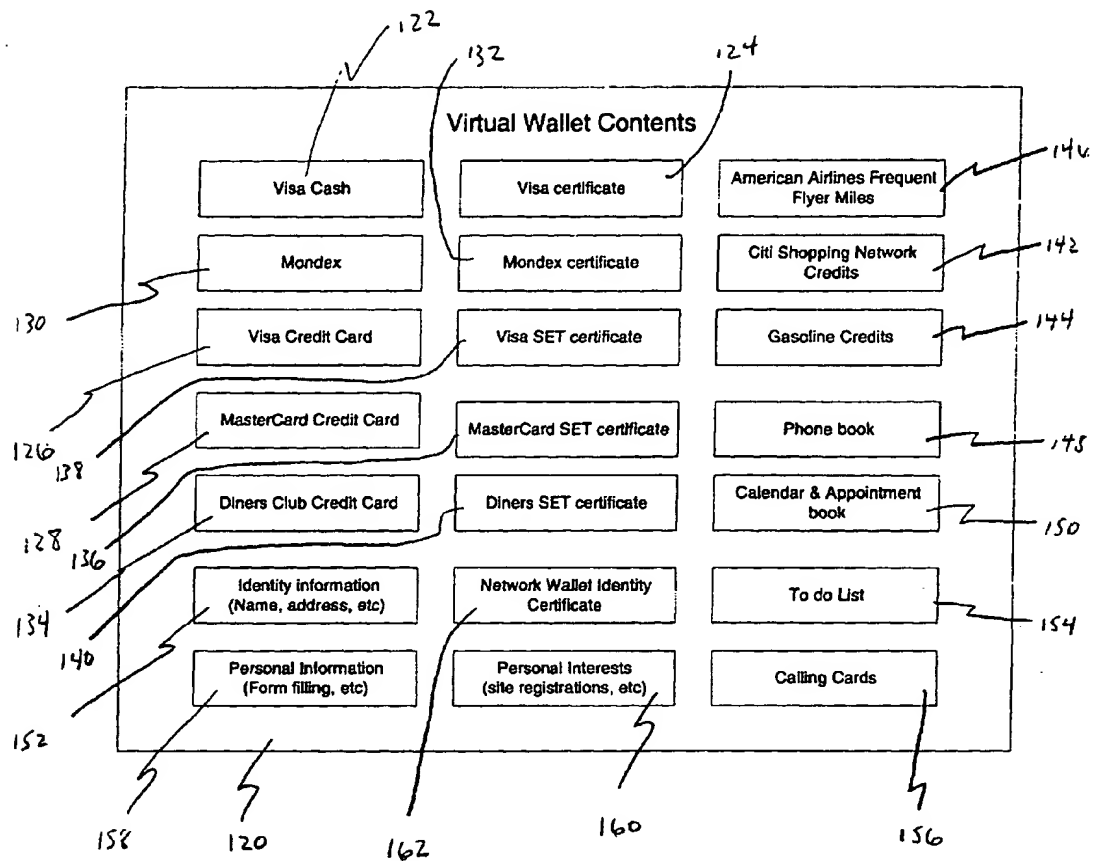 122
132
124
Virtual Wallet Contents
Visa Cash
Visa certificate
American Airlines Frequent
Flyer Miles
146
Mondex
Mondex certificate
Citi Shopping Network
Credits
142
130
Visa Credit Card
Visa SET certificate
Gasoline Credits
144
126
138
MasterCard Credit Card
MasterCard SET certificate
Phone book
148
128
136
Diners Club Credit Card
Diners SET certificate
Calendar & Appointment
book
150
134
140
Identity information
(Name, address, etc)
Network Wallet Identity
Certificate
To do List
154
152
Personal Information
(Form filling, etc)
Personal Interests
(site registrations, etc)
Calling Cards
158
120
162
160
156